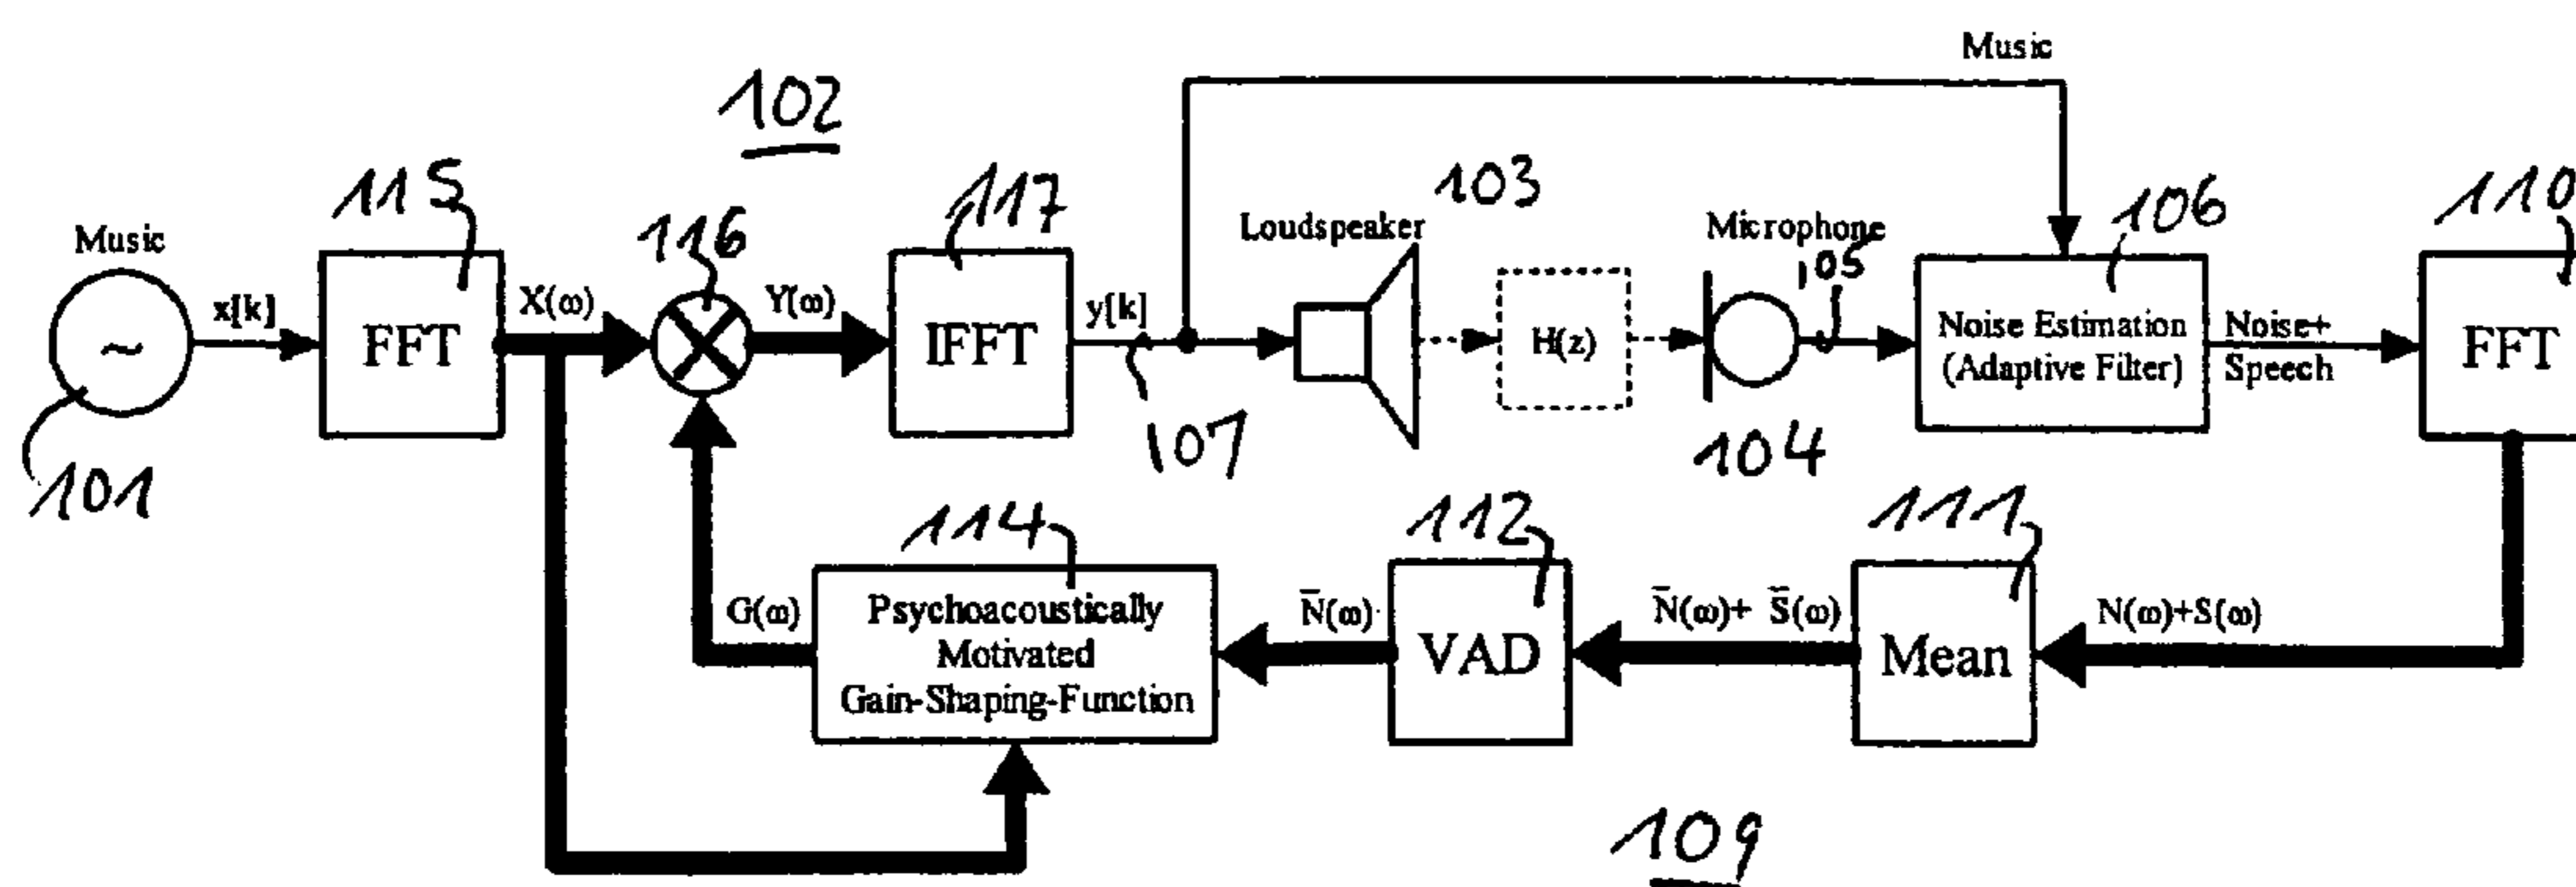 Music
102
115
117
103
106
110
116
Music
Loudspeaker
Microphone
105
x[k]
FFT
X(ω)
Y(ω)
IFFT
y[k]
H(z)
Noise Estimation
(Adaptive Filter)
Noise+
Speech
FFT
~
101
107
104
114
112
111
G(ω)
Psychoacoustically
Motivated
Gain-Shaping-Function
N̄(ω)
VAD
N̄(ω)+ S̄(ω)
Mean
N(ω)+S(ω)
109